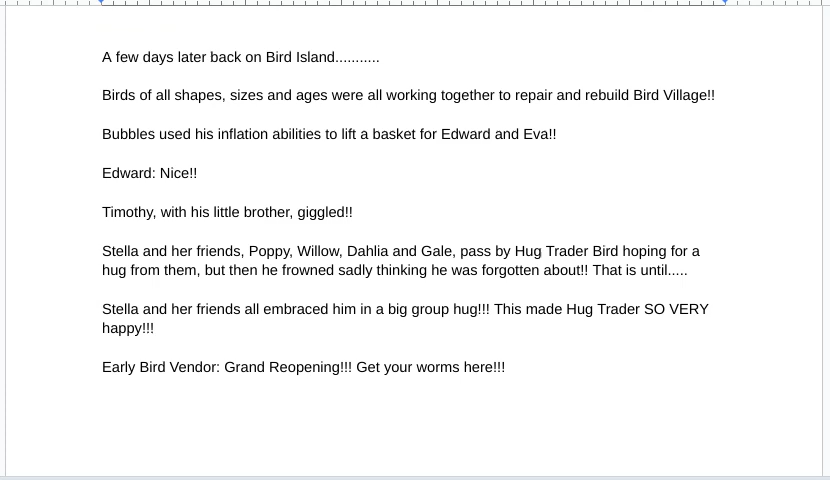 A few days later back on Bird Island...........
Birds of all shapes, sizes and ages were all working together to repair and rebuild Bird Village!!
Bubbles used his inflation abilities to lift a basket for Edward and Eva!!
Edward: Nice!!
Timothy, with his little brother, giggled!!
Stella and her friends, Poppy, Willow, Dahlia and Gale, pass by Hug Trader Bird hoping for a
hug from them, but then he frowned sadly thinking he was forgotten about!! That is until.....
Stella and her friends all embraced him in a big group hug!!! This made Hug Trader SO VERY
happy!!!
Early Bird Vendor: Grand Reopening!!! Get your worms here!!!